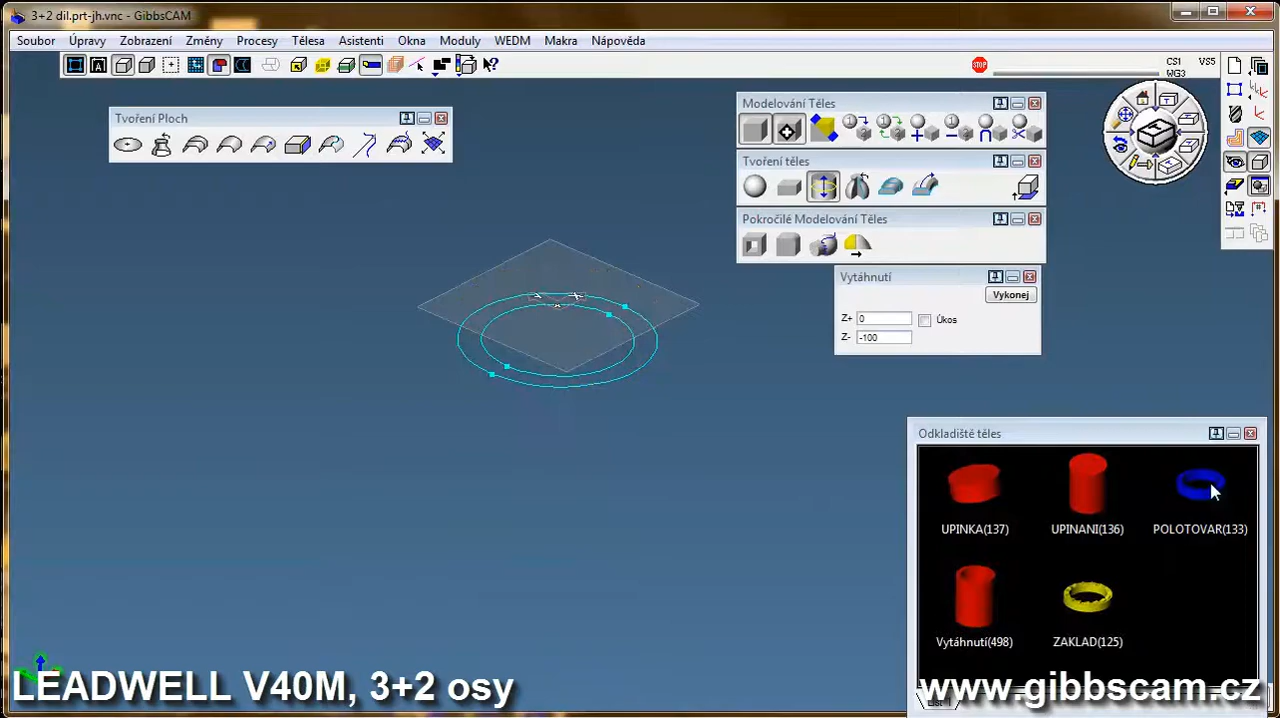 3+2 dil.prt-jh.vnc - GibbsCAM
Soubor Úpravy Zobrazení Změny Procesy Tělesa Asistenti Okna Moduly WEDM Makra Nápověda
CS1 VS5
WG3
Tvoření Ploch
Modelování Těles
Tvoření těles
Pokročilé Modelování Těles
Vytáhnutí
Vykonej
Z+ 0 Úkos
Z- -100
Odkladiště těles
UPINKA(137) UPINANI(136) POLOTOVAR(133)
Vytáhnutí(498) ZAKLAD(125)
LEADWELL V40M, 3+2 osy
www.gibbscam.cz